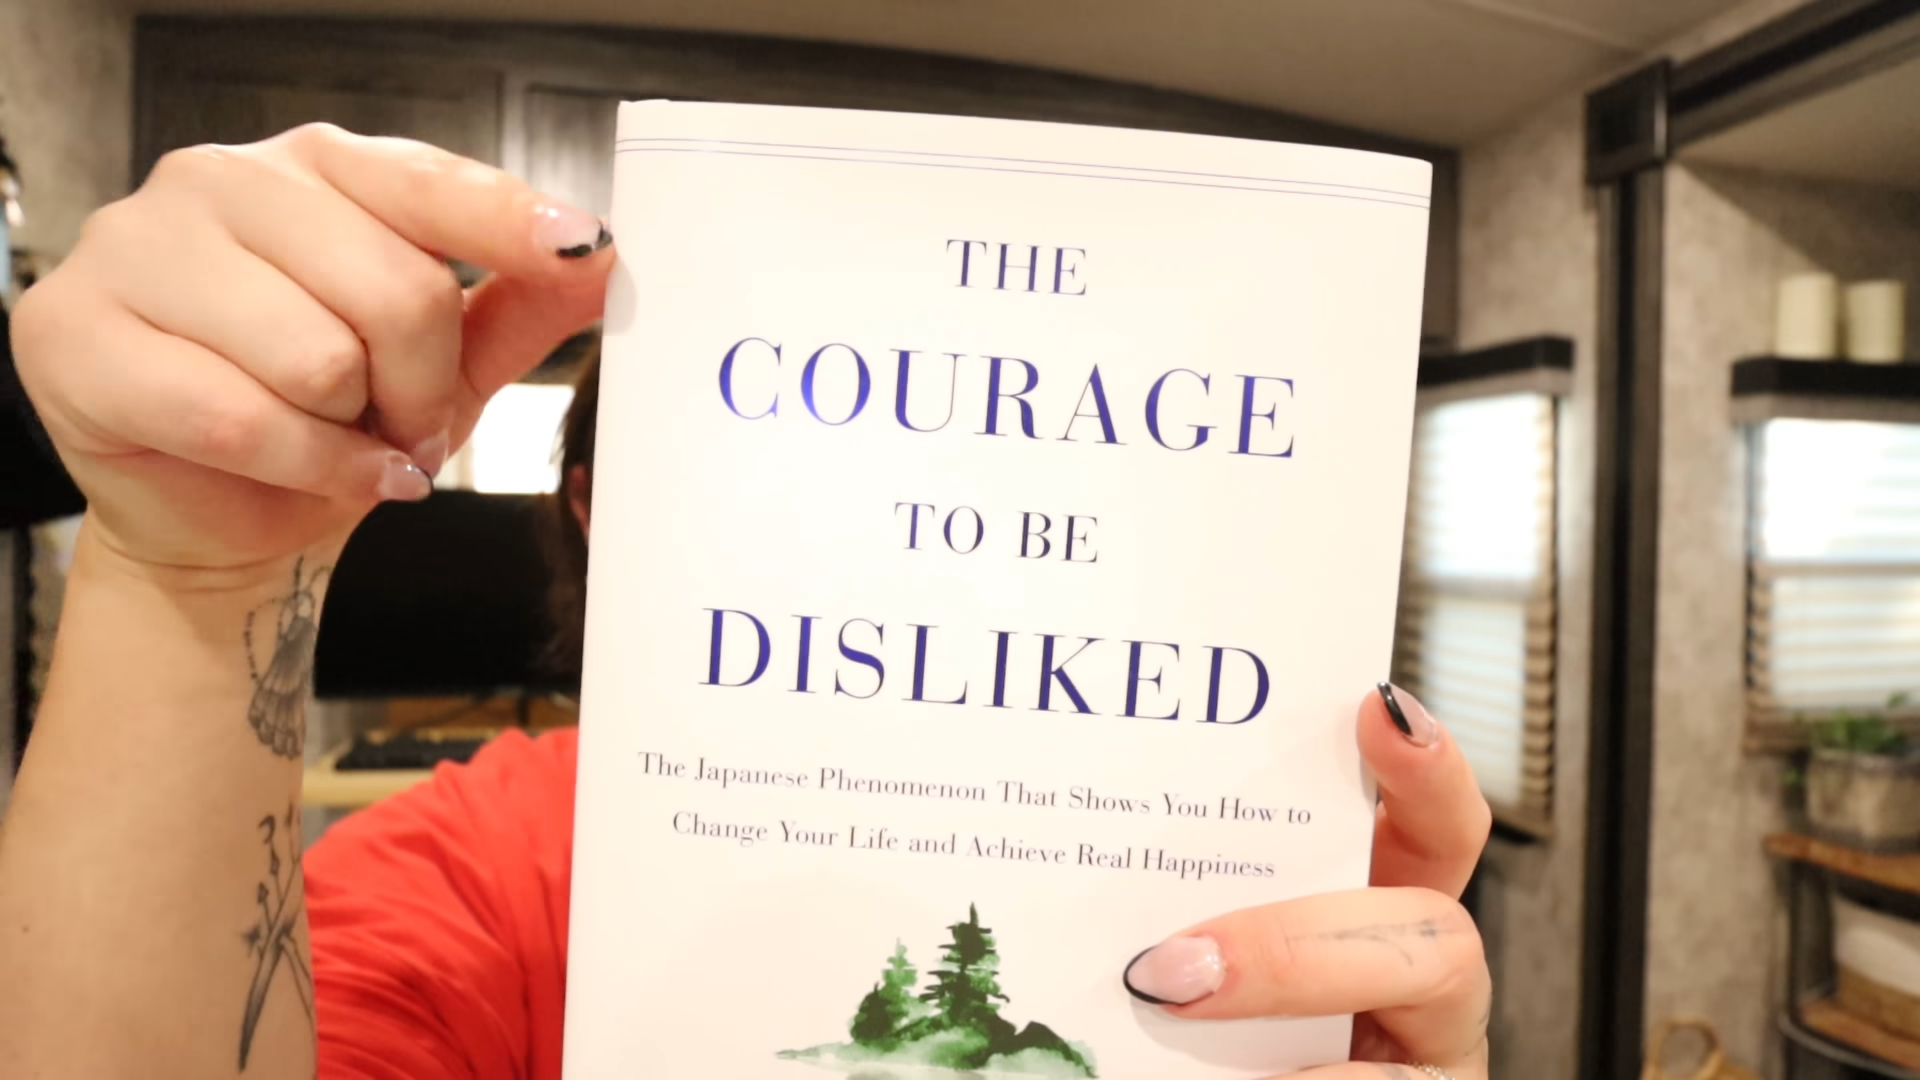 THE
COURAGE
TO BE
DISLIKED
The Japanese Phenomenon That Shows You How to
Change Your Life and Achieve Real Happiness